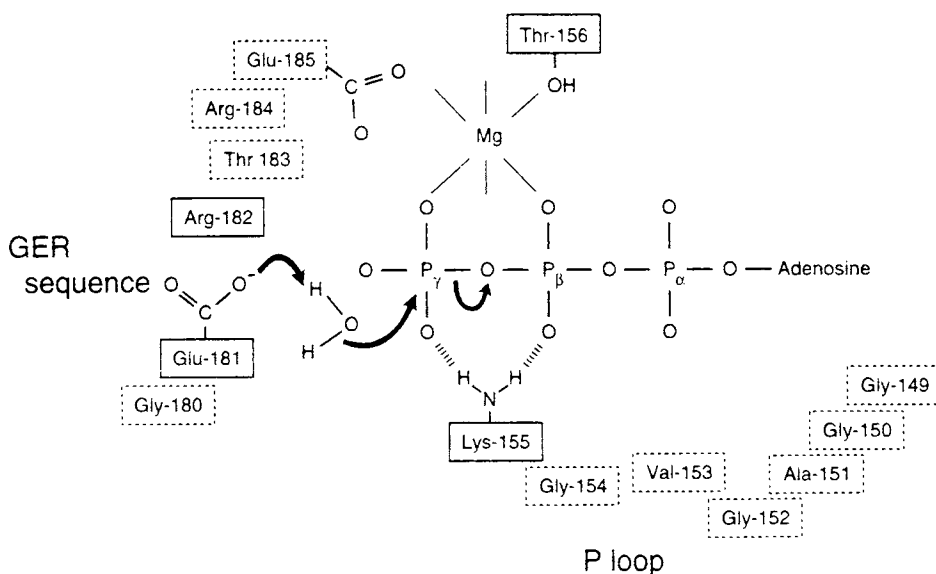 Thr-156
Glu-185
C
O
OH
Arg-184
O
Mg
Thr 183
Arg-182
O
O
O
GER
sequence
O
P
γ
O
P
β
O
P
α
O
Adenosine
O
O
-
H
C
O
O
O
O
H
Glu-181
H
H
Gly-180
N
Gly-149
Lys-155
Gly-150
Gly-154
Val-153
Ala-151
Gly-152
P loop